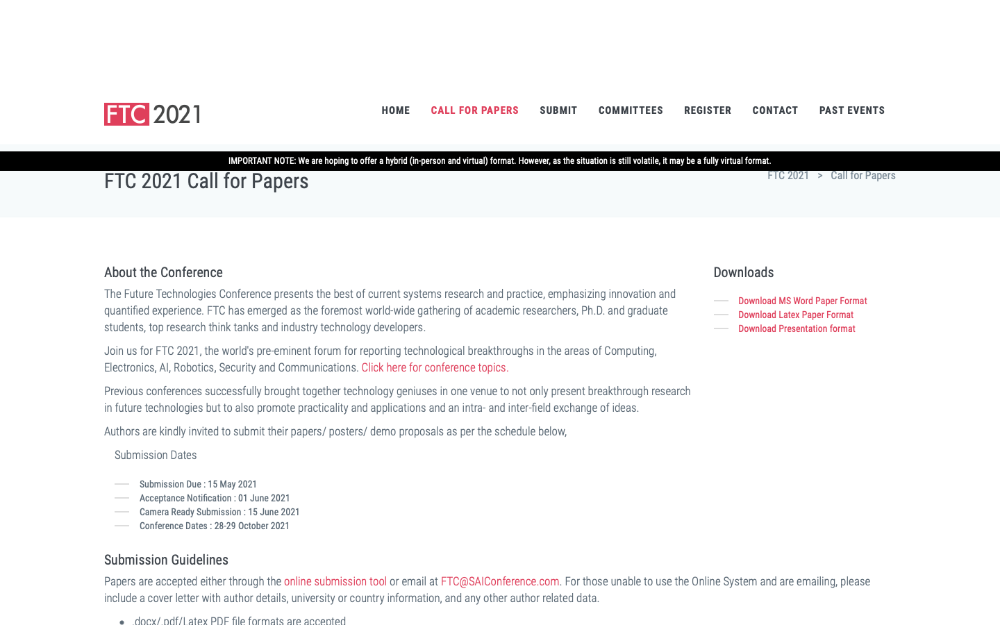 FTC 2021
HOME CALL FOR PAPERS SUBMIT COMMITTEES REGISTER CONTACT PAST EVENTS
IMPORTANT NOTE: We are hoping to offer a hybrid (in-person and virtual) format. However, as the situation is still volatile, it may be a fully virtual format.
FTC 2021 Call for Papers
FTC 2021 > Call for Papers
About the Conference
The Future Technologies Conference presents the best of current systems research and practice, emphasizing innovation and
quantified experience. FTC has emerged as the foremost world-wide gathering of academic researchers, Ph.D. and graduate
students, top research think tanks and industry technology developers.
Join us for FTC 2021, the world's pre-eminent forum for reporting technological breakthroughs in the areas of Computing,
Electronics, AI, Robotics, Security and Communications. Click here for conference topics.
Previous conferences successfully brought together technology geniuses in one venue to not only present breakthrough research
in future technologies but to also promote practicality and applications and an intra- and inter-field exchange of ideas.
Authors are kindly invited to submit their papers/ posters/ demo proposals as per the schedule below,
Submission Dates
Submission Due : 15 May 2021
Acceptance Notification : 01 June 2021
Camera Ready Submission : 15 June 2021
Conference Dates : 28-29 October 2021
Downloads
Download MS Word Paper Format
Download Latex Paper Format
Download Presentation format
Submission Guidelines
Papers are accepted either through the online submission tool or email at FTC@SAIConference.com. For those unable to use the Online System and are emailing, please
include a cover letter with author details, university or country information, and any other author related data.
.docx/.pdf/Latex PDF file formats are accepted